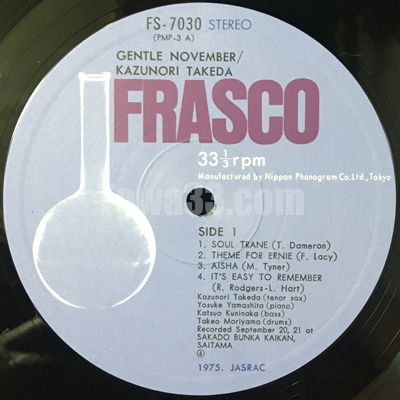 FS-7030 STEREO
(PMP-3 A)
GENTLE NOVEMBER/
KAZUNORI TAKEDA
FRASCO
33⅓rpm
Manufactured by Nippon Phonogram Co.Ltd.,Tokyo
SIDE 1
1. SOUL TRANE (T. Dameron)
2. THEME FOR ERNIE (F. Lacy)
3. AISHA (M. Tyner)
4. IT'S EASY TO REMEMBER
(R. Rodgers-L. Hart)
Kazunori Takeda (tenor sax)
Yosuke Yamashita (piano)
Katsuo Kuninaka (bass)
Takeo Moriyama (drums)
Recorded September 20, 21 at
SAKADO BUNKA KAIKAN,
SAITAMA
1975. JASRAC